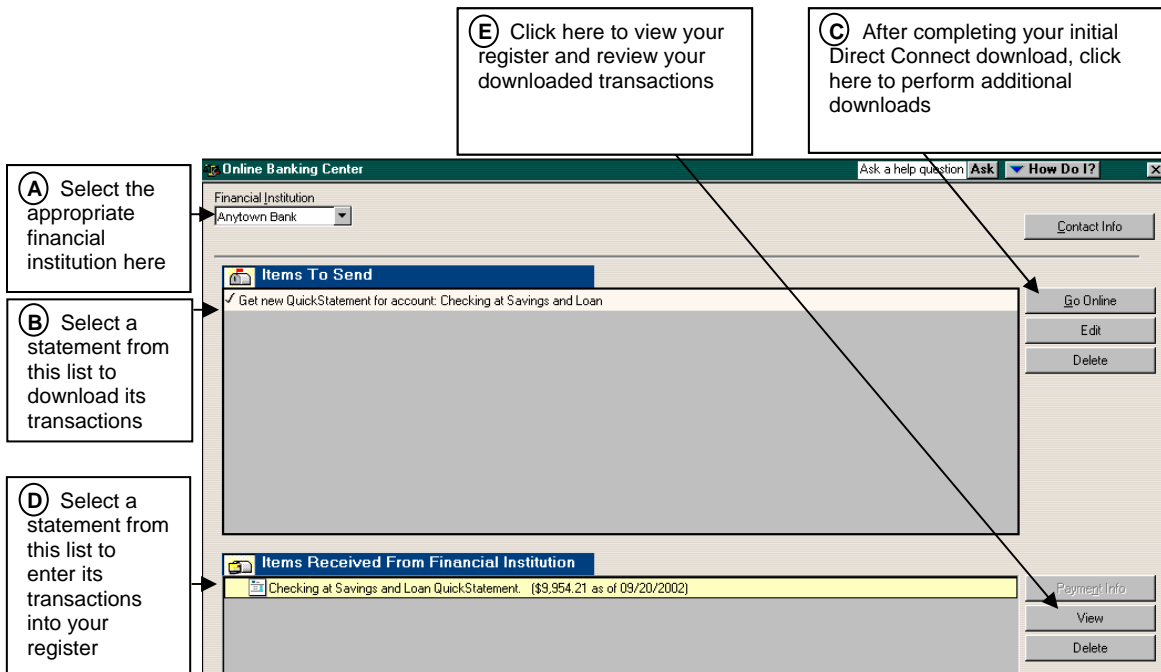 E Click here to view your
register and review your
downloaded transactions
C After completing your initial
Direct Connect download, click
here to perform additional
downloads
A Select the
appropriate
financial
institution here
B Select a
statement from
this list to
download its
transactions
D Select a
statement from
this list to
enter its
transactions
into your
register
Online Banking Center
Ask a help question Ask How Do I?
Financial Institution
Anytown Bank
Contact Info
Items To Send
Get new QuickStatement for account: Checking at Savings and Loan
Go Online
Edit
Delete
Items Received From Financial Institution
Checking at Savings and Loan QuickStatement. ($9,954.21 as of 09/20/2002)
Payment Info
View
Delete